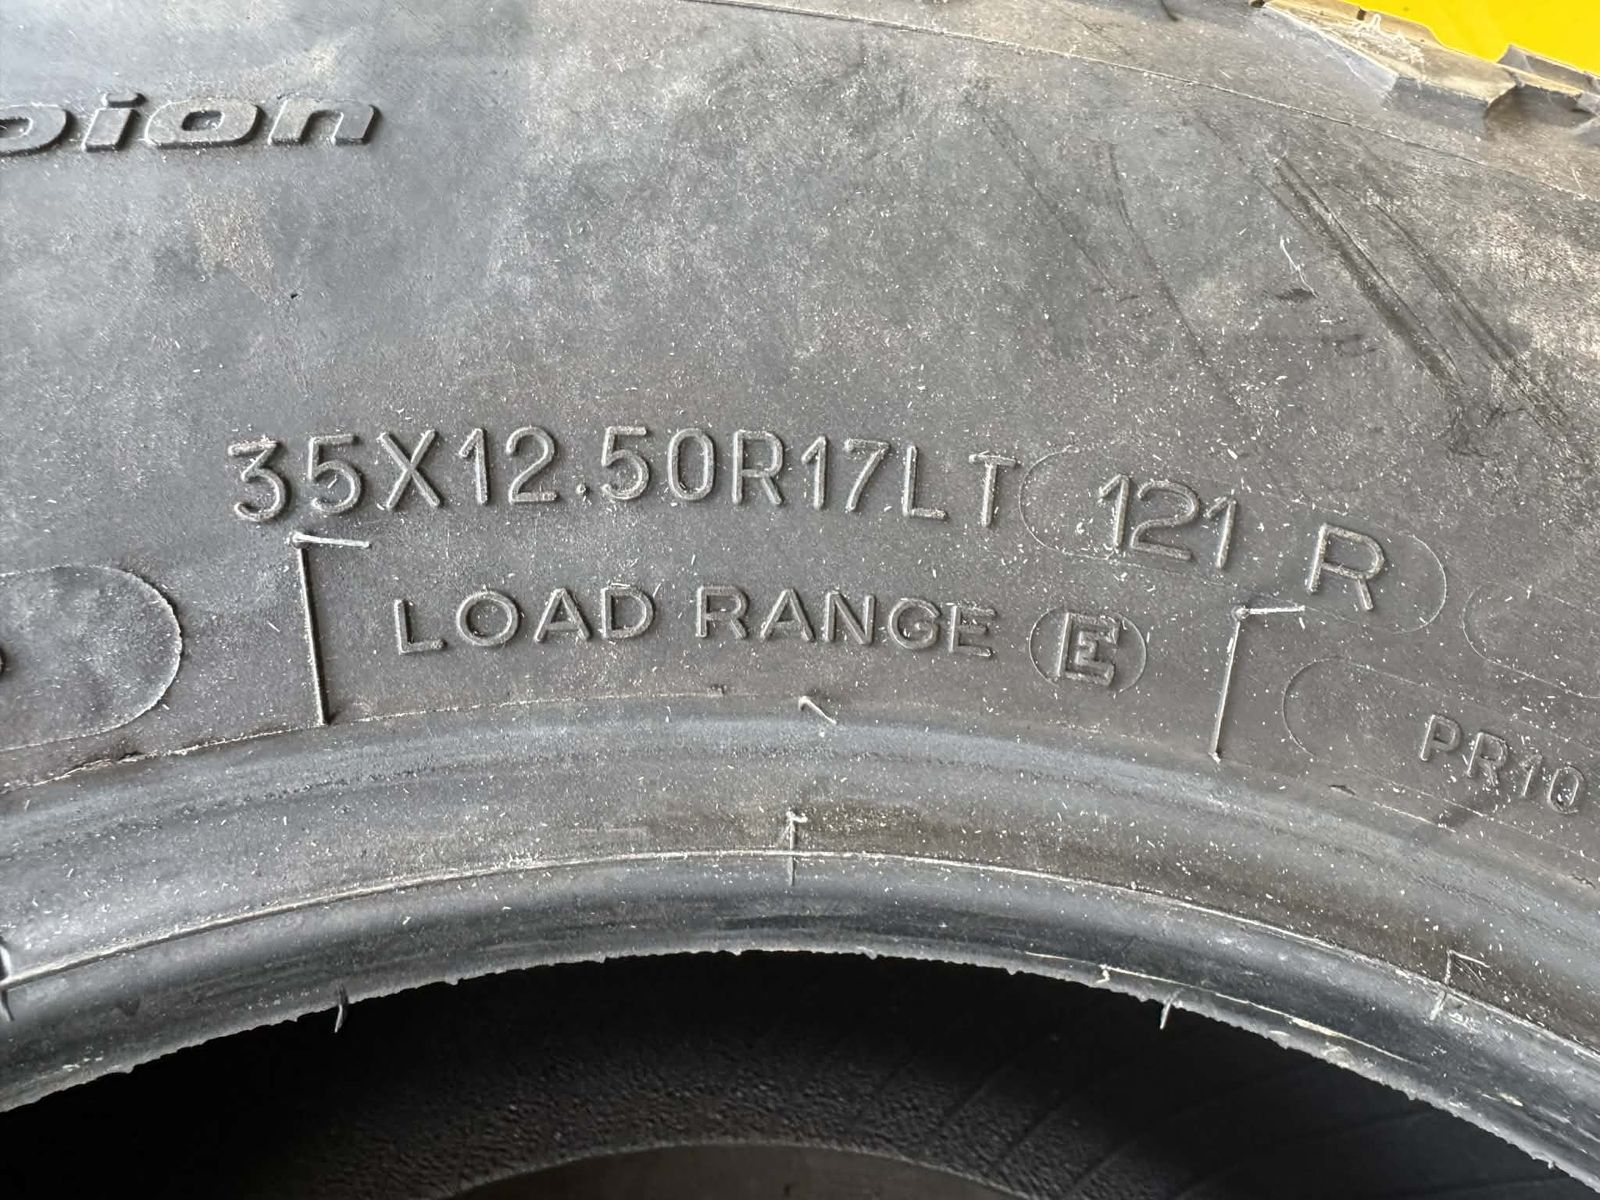 pion
35X12.50R17LT 121 R
LOAD RANGE E
PR10